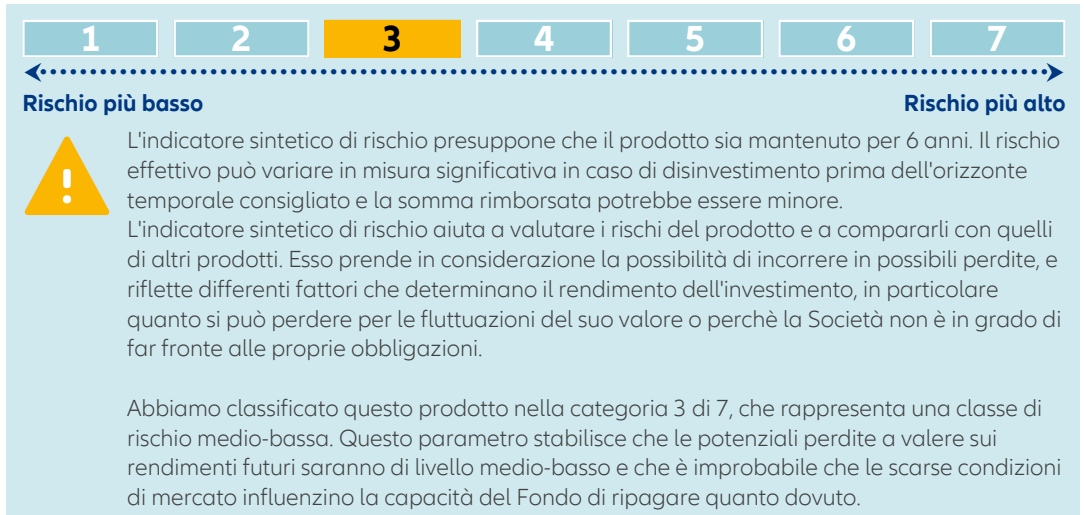 1 2 3 4 5 6 7
Rischio più basso Rischio più alto
L'indicatore sintetico di rischio presuppone che il prodotto sia mantenuto per 6 anni. Il rischio
effettivo può variare in misura significativa in caso di disinvestimento prima dell'orizzonte
temporale consigliato e la somma rimborsata potrebbe essere minore.
L'indicatore sintetico di rischio aiuta a valutare i rischi del prodotto e a compararli con quelli
di altri prodotti. Esso prende in considerazione la possibilità di incorrere in possibili perdite, e
riflette differenti fattori che determinano il rendimento dell'investimento, in particolare
quanto si può perdere per le fluttuazioni del suo valore o perchè la Società non è in grado di
far fronte alle proprie obbligazioni.
Abbiamo classificato questo prodotto nella categoria 3 di 7, che rappresenta una classe di
rischio medio-bassa. Questo parametro stabilisce che le potenziali perdite a valere sui
rendimenti futuri saranno di livello medio-basso e che è improbabile che le scarse condizioni
di mercato influenzino la capacità del Fondo di ripagare quanto dovuto.